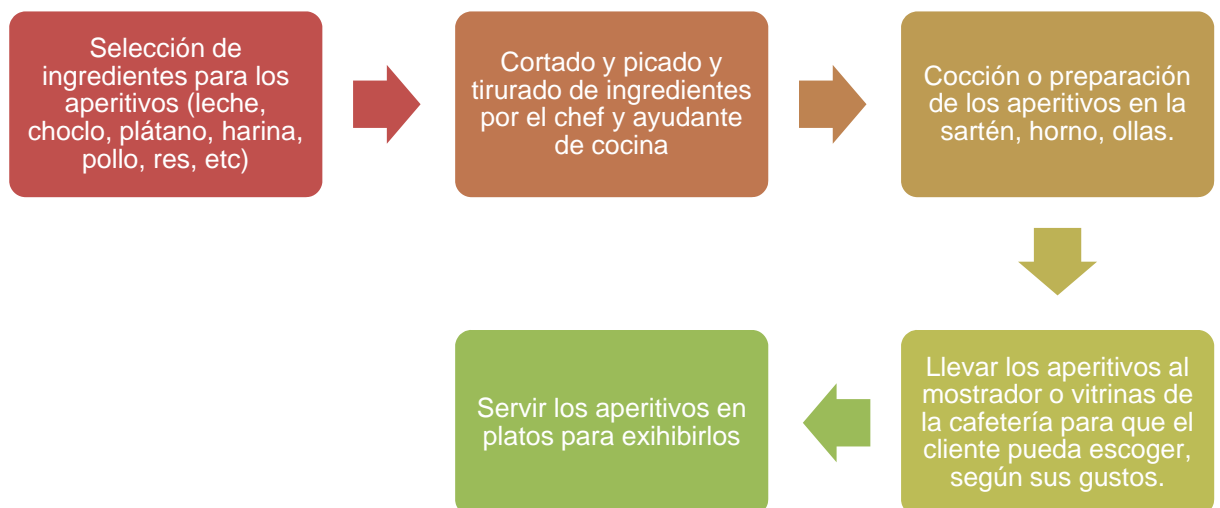 Selección de
ingredientes para los
aperitivos (leche,
choclo, plátano, harina,
pollo, res, etc)
Cortado y picado y
tirurado de ingredientes
por el chef y ayudante
de cocina
Cocción o preparación
de los aperitivos en la
sartén, horno, ollas.
Llevar los aperitivos al
mostrador o vitrinas de
la cafetería para que el
cliente pueda escoger,
según sus gustos.
Servir los aperitivos en
platos para exihibirlos